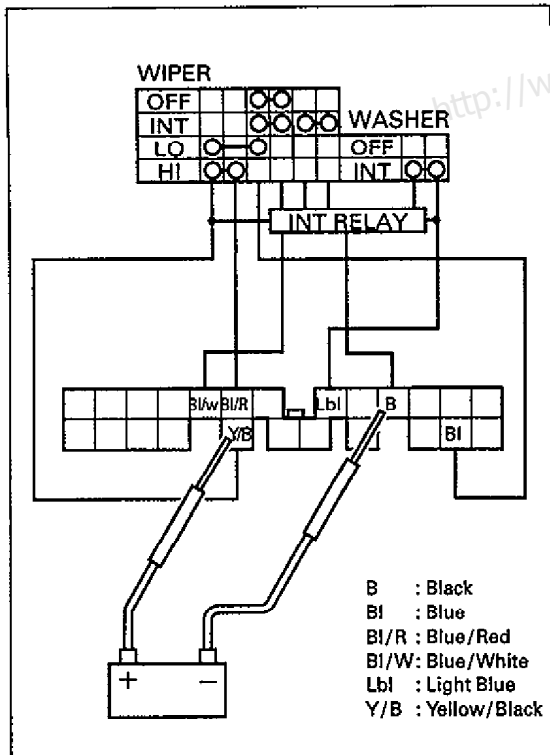 http://w
WIPER
OFF
INT
LO
HI
WASHER
OFF
INT
INT RELAY
Bl/w Bl/R Lbl B
Y/B Bl
+ −
B : Black
Bl : Blue
Bl/R : Blue/Red
Bl/W: Blue/White
Lbl : Light Blue
Y/B : Yellow/Black